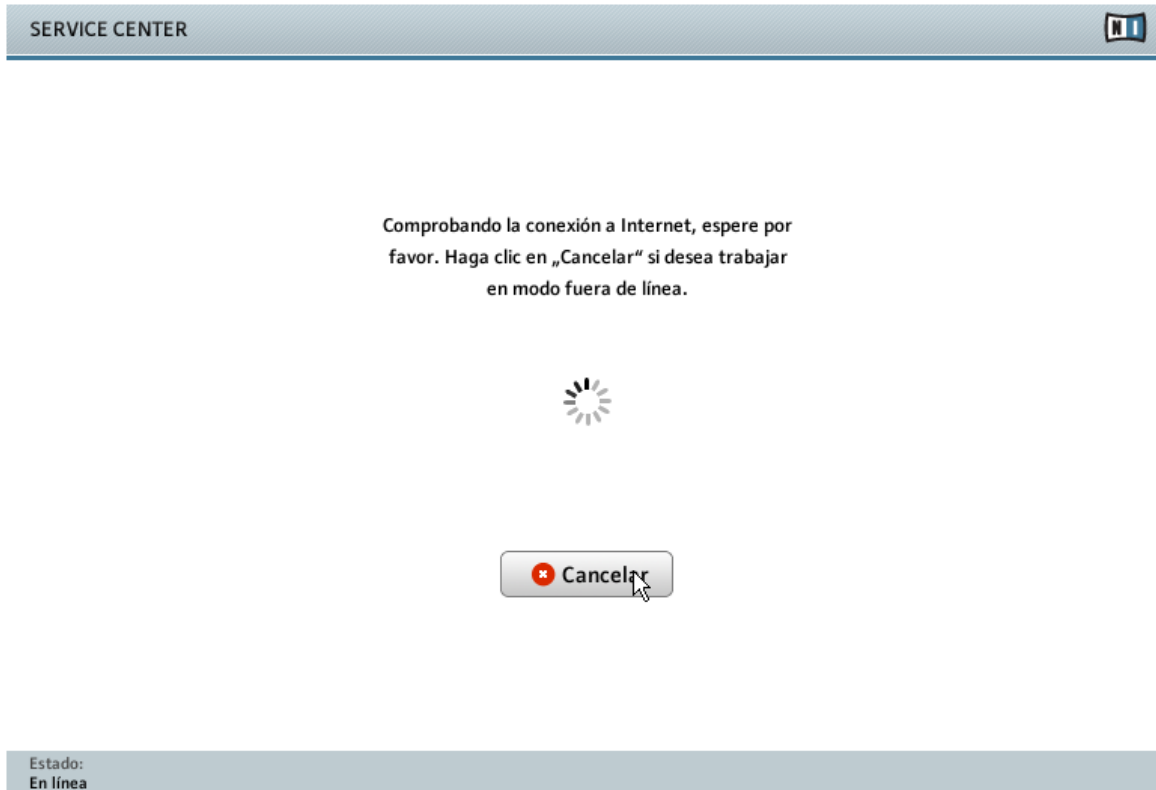 SERVICE CENTER
NI
Comprobando la conexión a Internet, espere por
favor. Haga clic en „Cancelar“ si desea trabajar
en modo fuera de línea.
Cancelar
Estado:
En línea